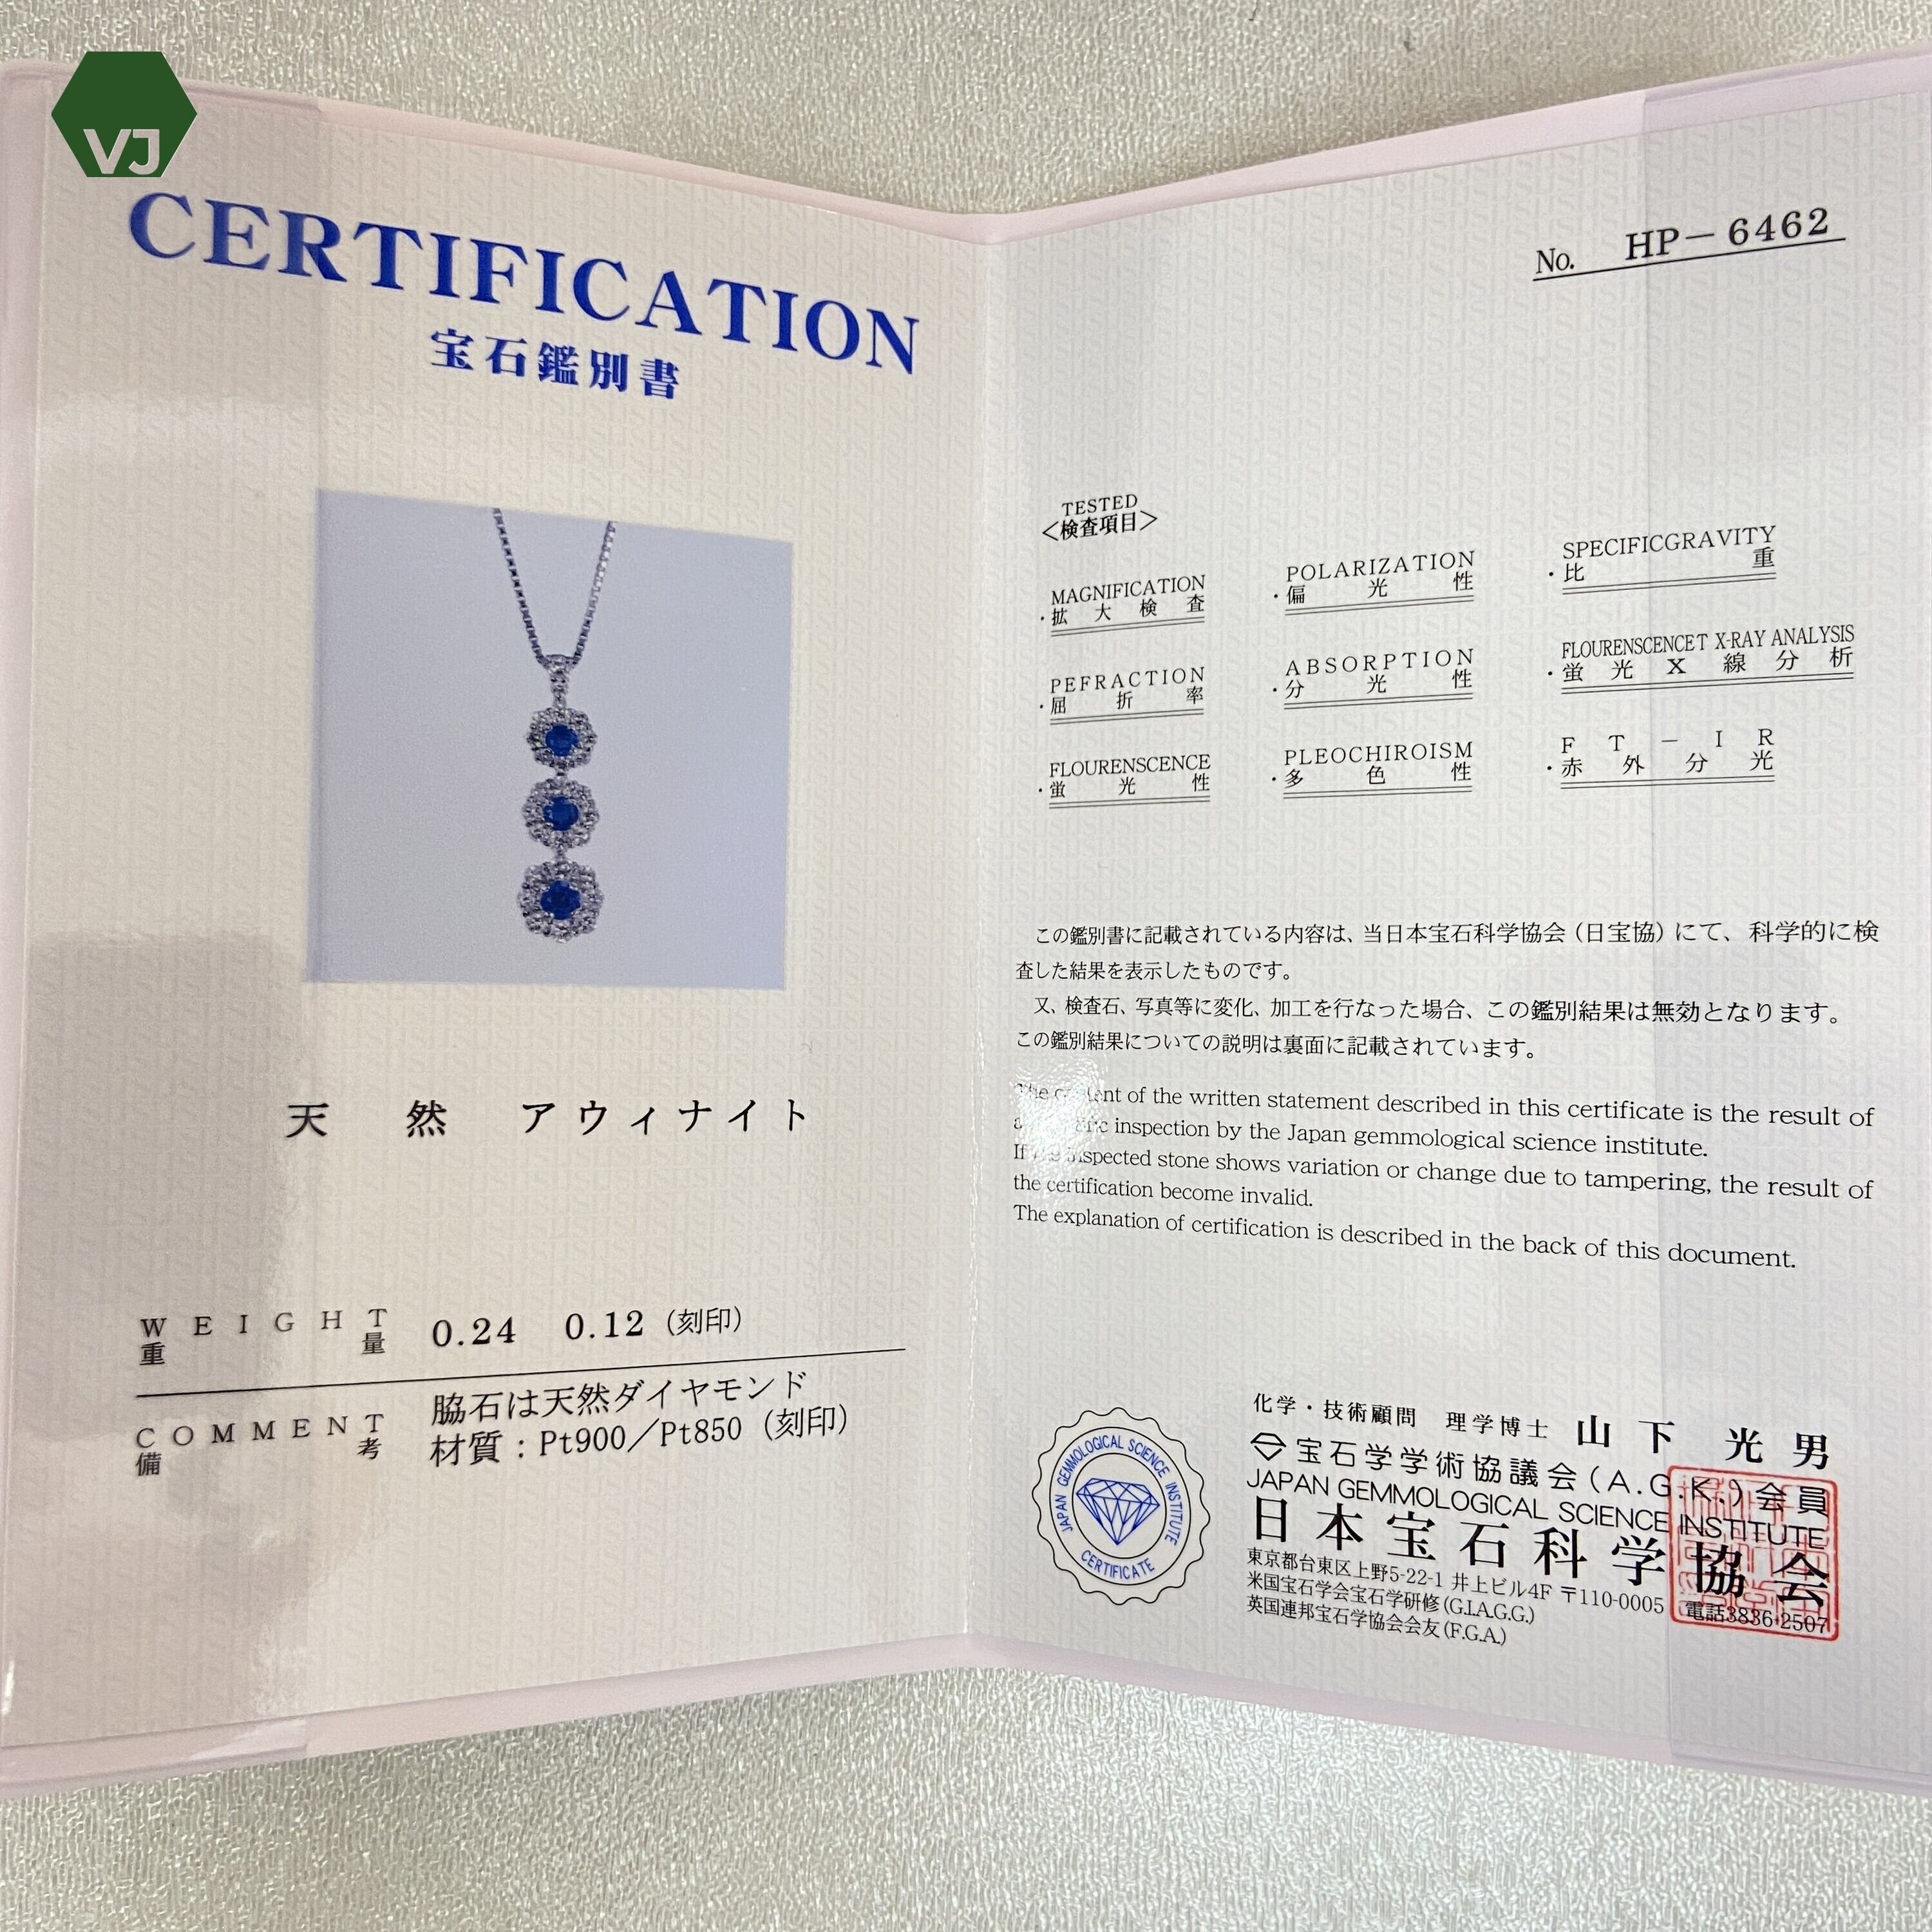 VJ
CERTIFICATION
宝石鑑別書
天 然 アウィナイト
WEIGHT
重 量
0.24 0.12 (刻印)
COMMENT
備 考
脇石は天然ダイヤモンド
材質:Pt900/Pt850 (刻印)
No. HP-6462
TESTED
<検査項目>
MAGNIFICATION
・拡大検査
POLARIZATION
・偏光性
SPECIFICGRAVITY
・比重
PEFRACTION
・屈折率
ABSORPTION
・分光性
FLOURENSCENCET X-RAY ANALYSIS
・蛍光X線分析
FLOURENSCENCE
・蛍光性
PLEOCHIROISM
・多色性
FT-IR
・赤外分光
この鑑別書に記載されている内容は、当日本宝石科学協会(日宝協)にて、科学的に検
査した結果を表示したものです。
又、検査石、写真等に変化、加工を行なった場合、この鑑別結果は無効となります。
この鑑別結果についての説明は裏面に記載されています。
The of the written statement described in this certificate is the result of
inspection by the Japan gemmological science institute.
If inspected stone shows variation or change due to tampering, the result of
the certification become invalid.
The explanation of certification is described in the back of this document.
JAPAN GEMMOLOGICAL SCIENCE INSTITUTE
CERTIFICATE
化学・技術顧問 理学博士 山下 光男
宝石学学術協議会(A.G.K.)会員
JAPAN GEMMOLOGICAL SCIENCE INSTITUTE
日本宝石科学協会
東京都台東区上野5-22-1 井上ビル4F 〒110-0005 電話3836-2507
米国宝石学会宝石学研修(G.I.A.G.G.)
英国連邦宝石学協会会友(F.G.A.)